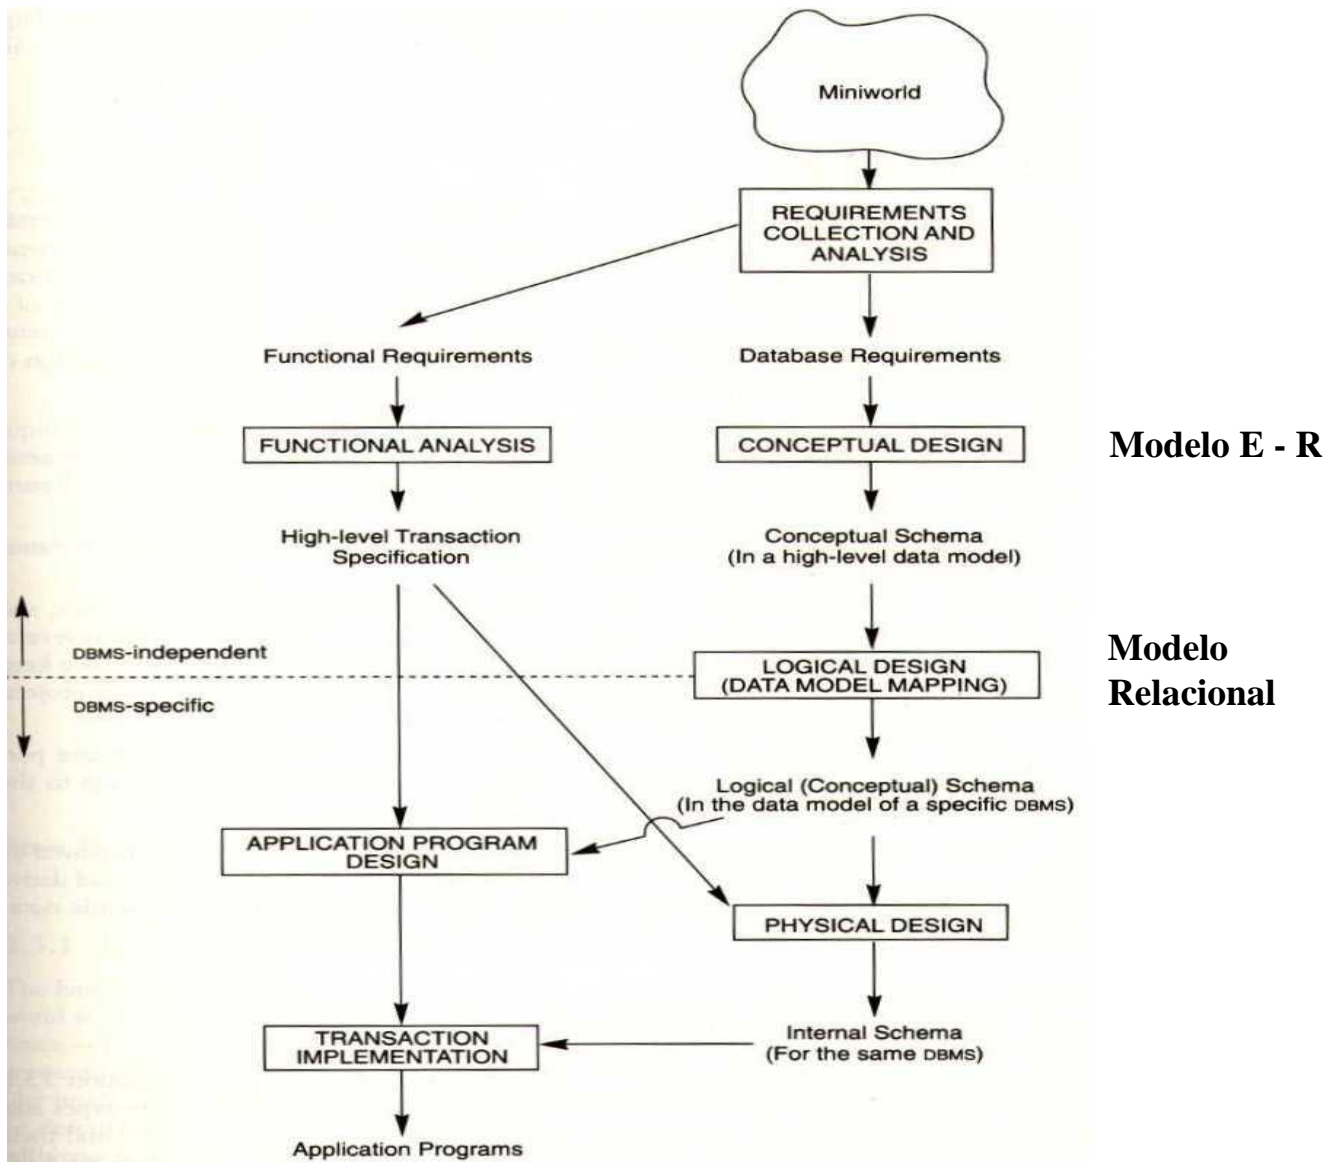 Miniworld
REQUIREMENTS
COLLECTION AND
ANALYSIS
Functional Requirements
Database Requirements
FUNCTIONAL ANALYSIS
CONCEPTUAL DESIGN
Modelo E - R
High-level Transaction
Specification
Conceptual Schema
(In a high-level data model)
DBMS-independent
DBMS-specific
LOGICAL DESIGN
(DATA MODEL MAPPING)
Modelo
Relacional
Logical (Conceptual) Schema
(In the data model of a specific DBMS)
APPLICATION PROGRAM
DESIGN
PHYSICAL DESIGN
TRANSACTION
IMPLEMENTATION
Internal Schema
(For the same DBMS)
Application Programs